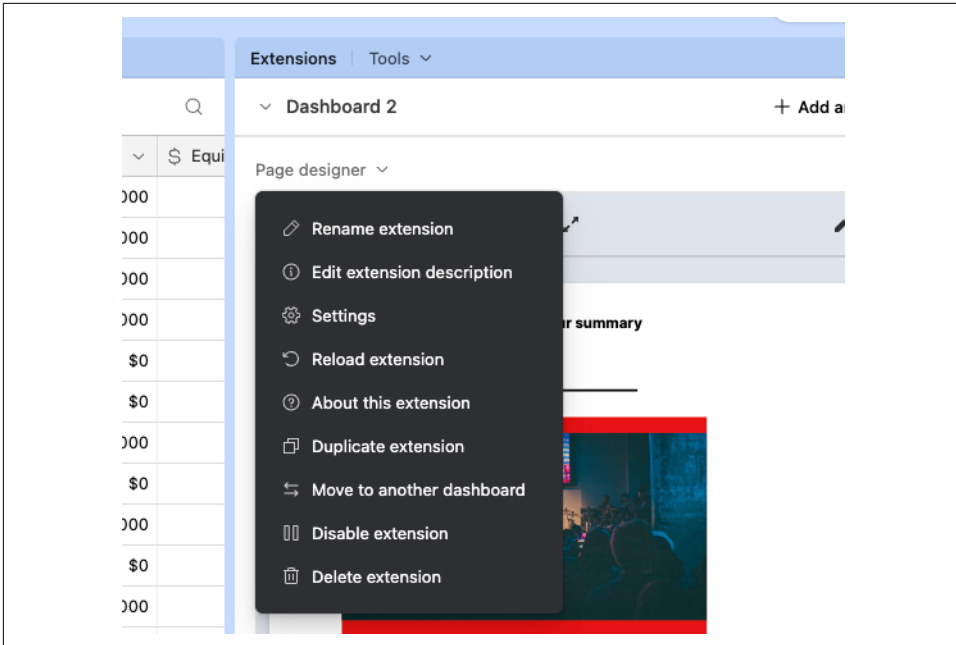 Extensions Tools
Dashboard 2 + Add a
$ Equi
Page designer
000
000
000
000
$0
$0
000
$0
000
$0
000
Rename extension
Edit extension description
Settings
Reload extension
About this extension
Duplicate extension
Move to another dashboard
Disable extension
Delete extension
ur summary